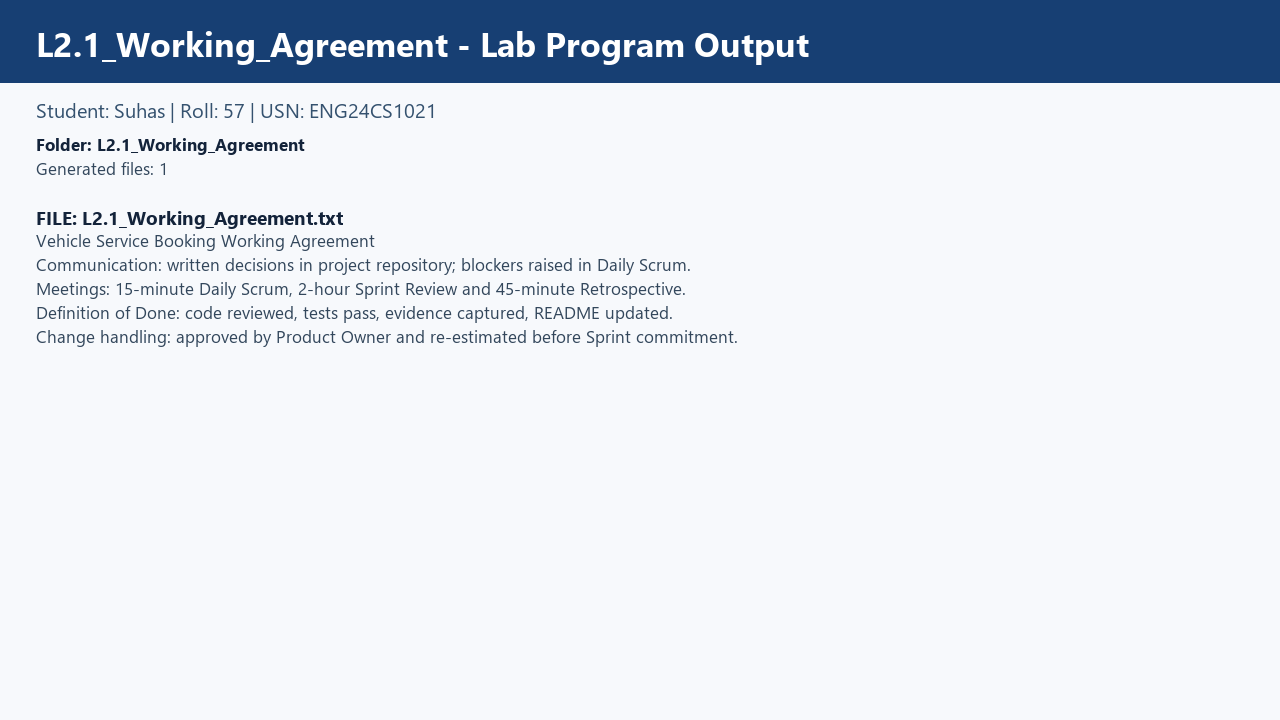 L2.1_Working_Agreement - Lab Program Output
Student: Suhas | Roll: 57 | USN: ENG24CS1021
Folder: L2.1_Working_Agreement
Generated files: 1
FILE: L2.1_Working_Agreement.txt
Vehicle Service Booking Working Agreement
Communication: written decisions in project repository; blockers raised in Daily Scrum.
Meetings: 15-minute Daily Scrum, 2-hour Sprint Review and 45-minute Retrospective.
Definition of Done: code reviewed, tests pass, evidence captured, README updated.
Change handling: approved by Product Owner and re-estimated before Sprint commitment.